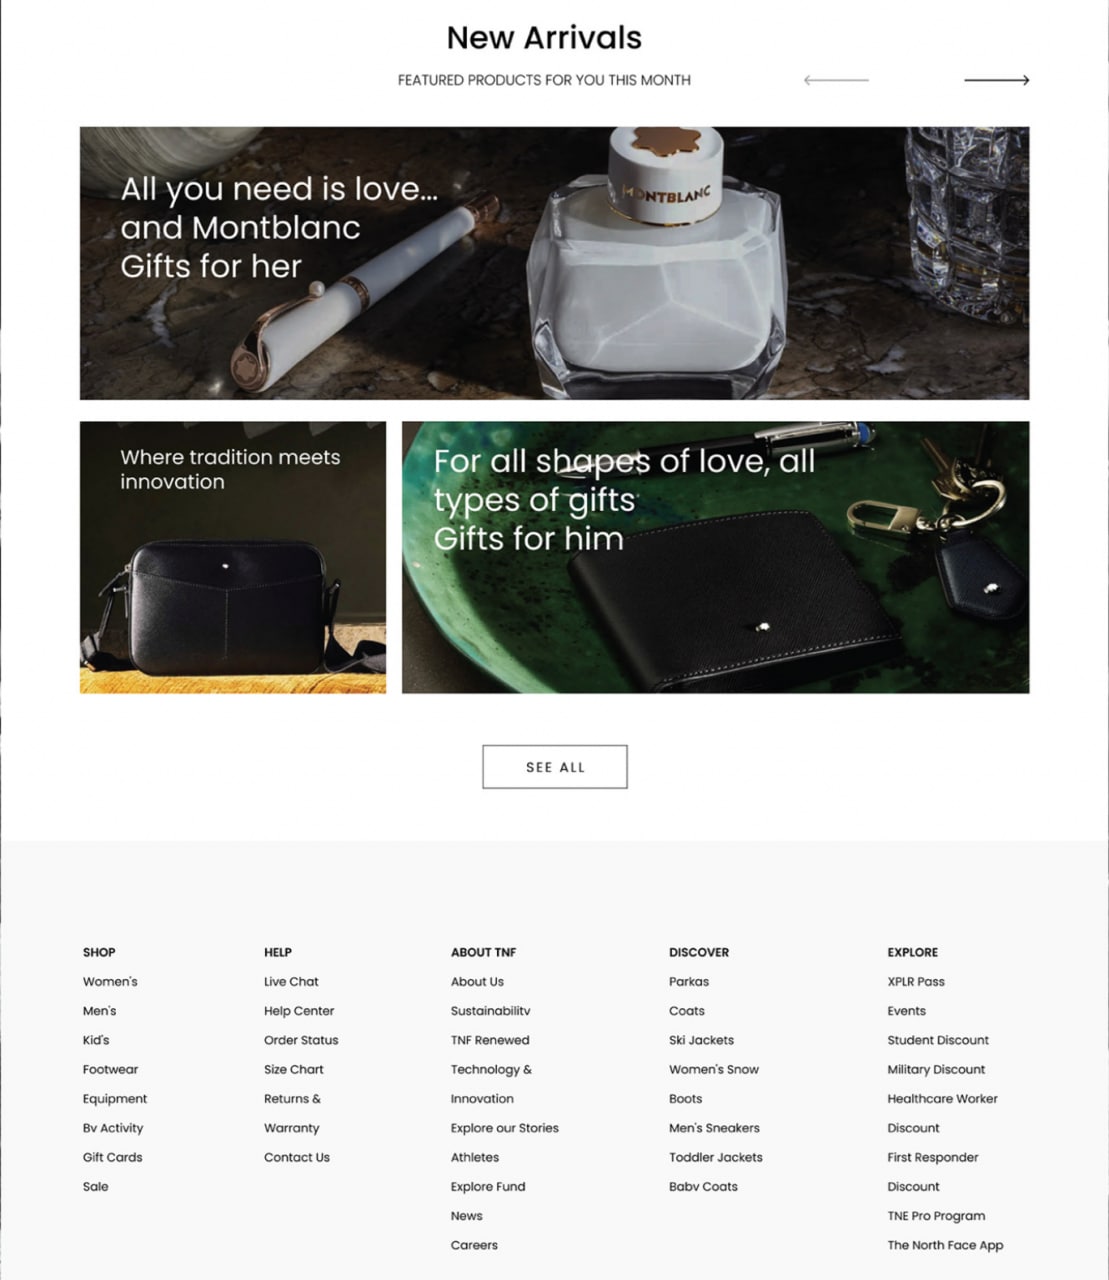 New Arrivals
FEATURED PRODUCTS FOR YOU THIS MONTH
All you need is love...
and Montblanc
Gifts for her
MONTBLANC
Where tradition meets
innovation
For all shapes of love, all
types of gifts
Gifts for him
SEE ALL
SHOP
Women's
Men's
Kid's
Footwear
Equipment
Bv Activity
Gift Cards
Sale
HELP
Live Chat
Help Center
Order Status
Size Chart
Returns &
Warranty
Contact Us
ABOUT TNF
About Us
Sustainabilitv
TNF Renewed
Technology &
Innovation
Explore our Stories
Athletes
Explore Fund
News
Careers
DISCOVER
Parkas
Coats
Ski Jackets
Women's Snow
Boots
Men's Sneakers
Toddler Jackets
Babv Coats
EXPLORE
XPLR Pass
Events
Student Discount
Military Discount
Healthcare Worker
Discount
First Responder
Discount
TNE Pro Program
The North Face App